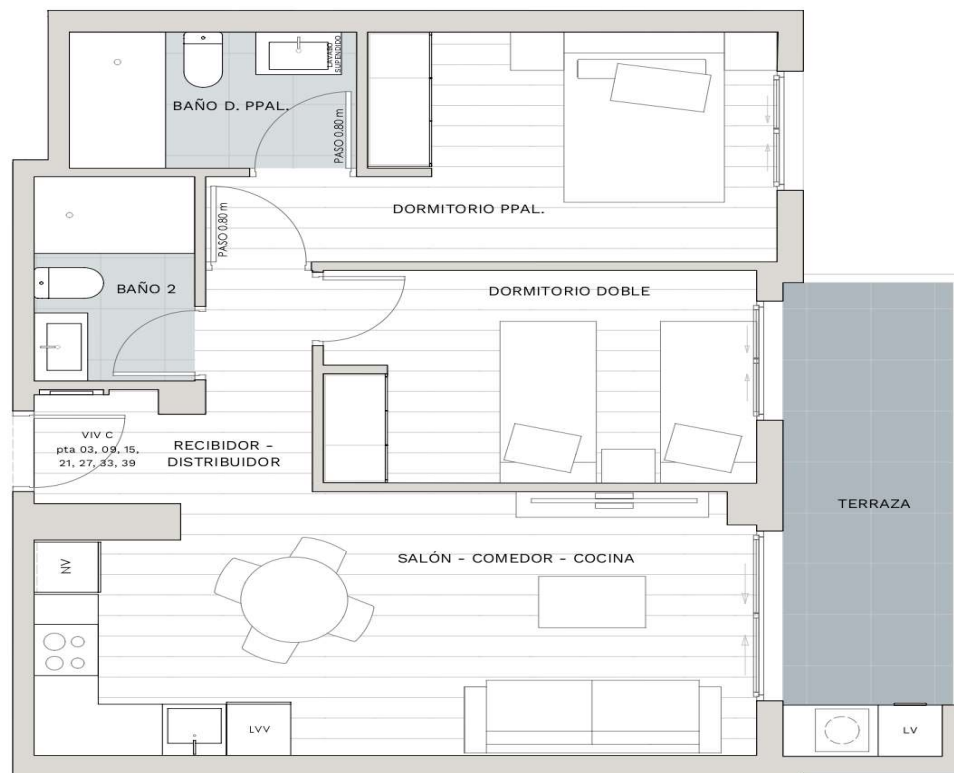 LAVABO
SUPENDIDO
BAÑO D. PPAL.
PASO 0.80 m
DORMITORIO PPAL.
PASO 0.80 m
BAÑO 2
DORMITORIO DOBLE
VIV C
pta 03, 09, 15,
21, 27, 33, 39
RECIBIDOR -
DISTRIBUIDOR
TERRAZA
SALÓN - COMEDOR - COCINA
NV
LVV
LV